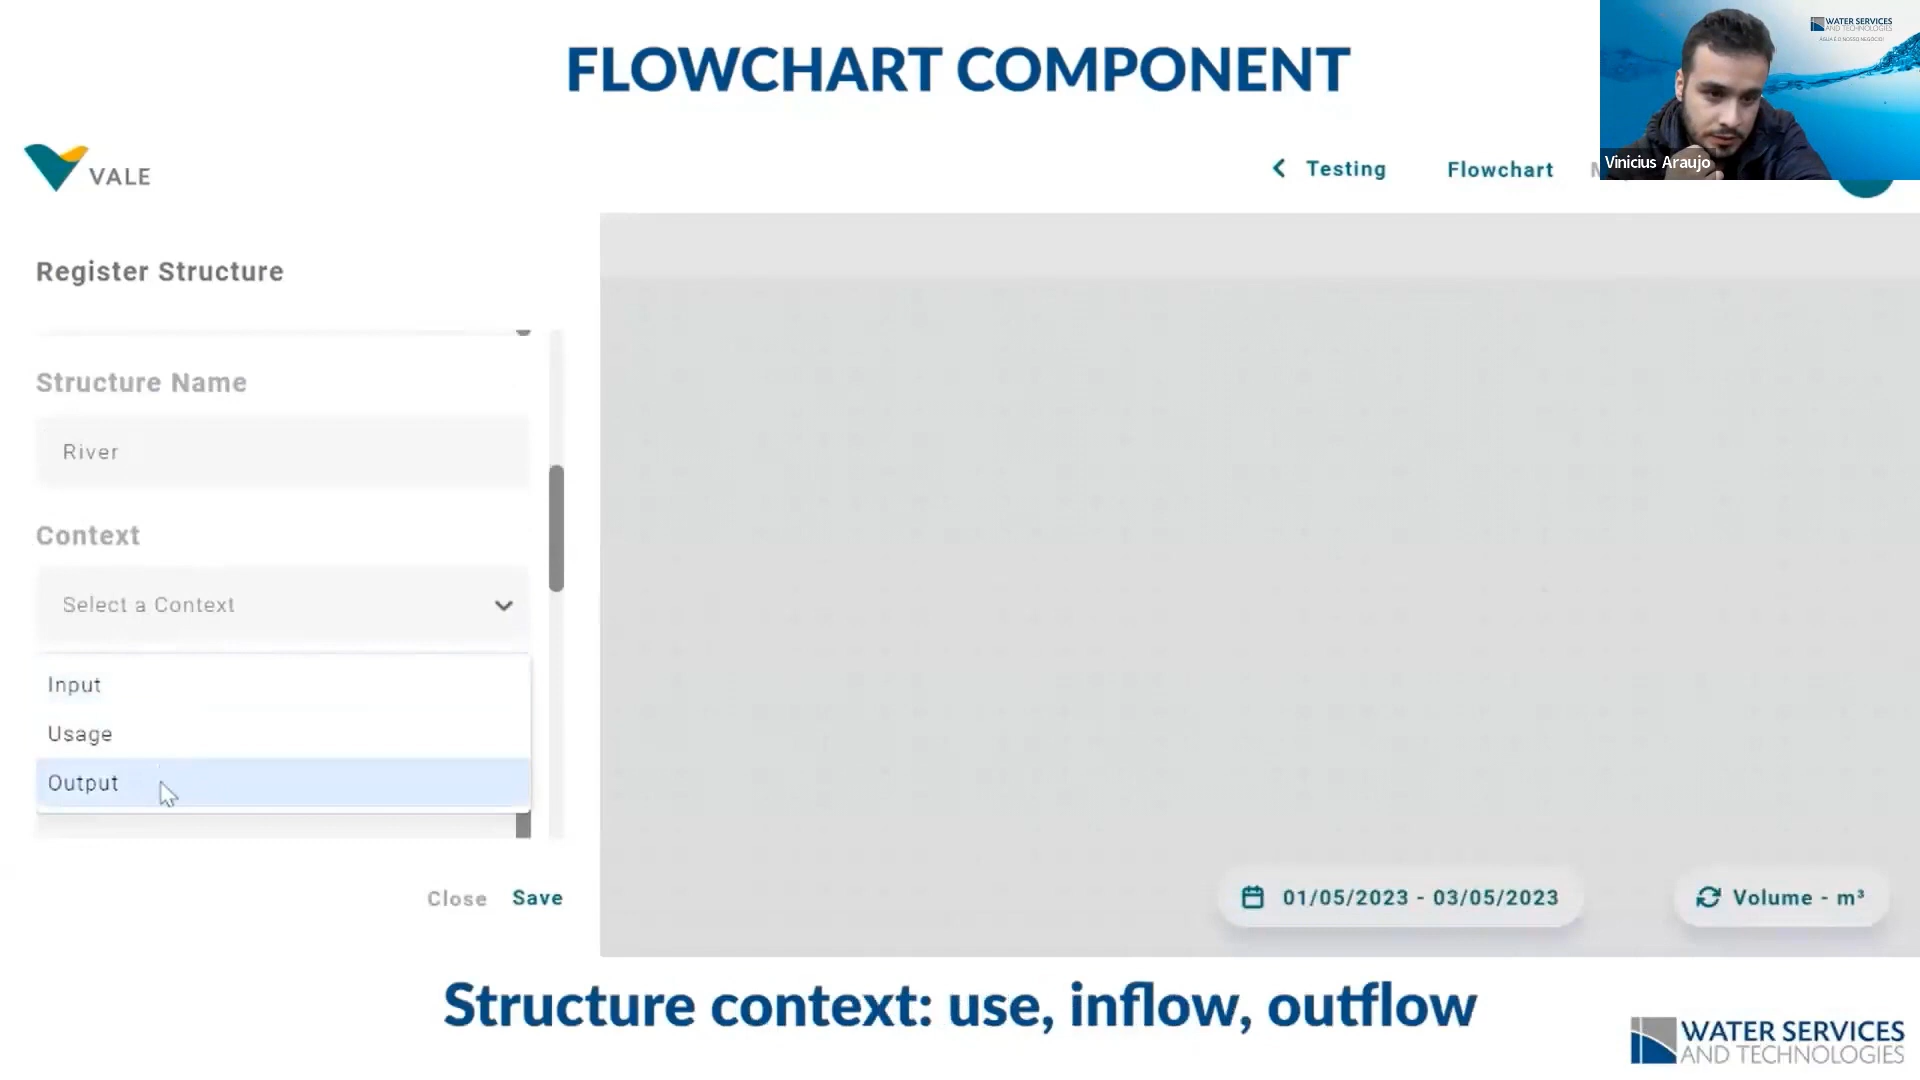 FLOWCHART COMPONENT
WATER SERVICES
AND TECHNOLOGIES
Vinicius Araujo
VALE
Testing
Flowchart
Register Structure
Structure Name
River
Context
Select a Context
Input
Usage
Output
Close
Save
01/05/2023 - 03/05/2023
Volume - m³
Structure context: use, inflow, outflow
WATER SERVICES
AND TECHNOLOGIES